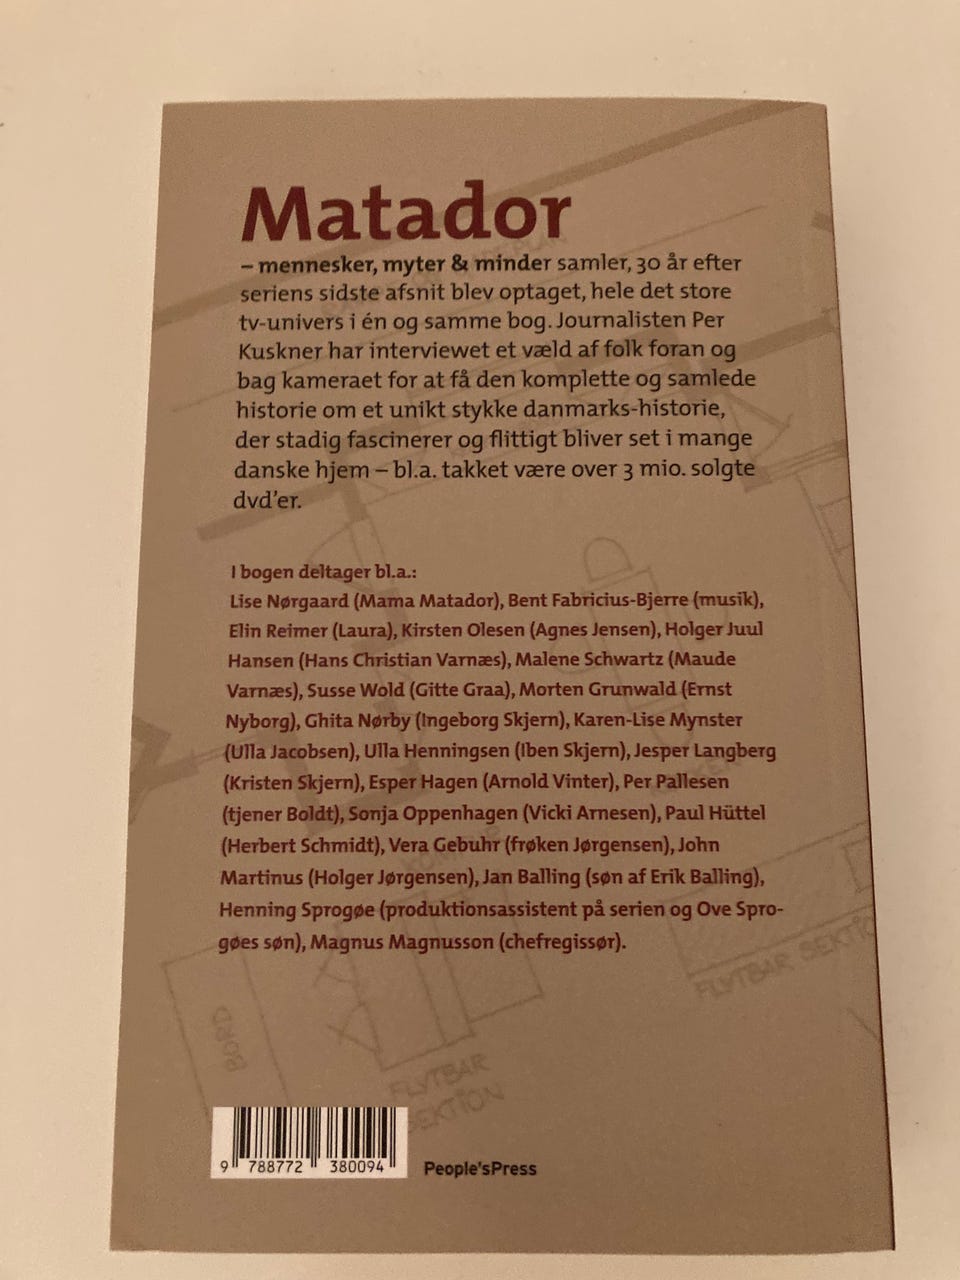 Matador
– mennesker, myter & minder samler, 30 år efter
seriens sidste afsnit blev optaget, hele det store
tv-univers i én og samme bog. Journalisten Per
Kuskner har interviewet et væld af folk foran og
bag kameraet for at få den komplette og samlede
historie om et unikt stykke danmarks-historie,
der stadig fascinerer og flittigt bliver set i mange
danske hjem – bl.a. takket være over 3 mio. solgte
dvd'er.
I bogen deltager bl.a.:
Lise Nørgaard (Mama Matador), Bent Fabricius-Bjerre (musik),
Elin Reimer (Laura), Kirsten Olesen (Agnes Jensen), Holger Juul
Hansen (Hans Christian Varnæs), Malene Schwartz (Maude
Varnæs), Susse Wold (Gitte Graa), Morten Grunwald (Ernst
Nyborg), Ghita Nørby (Ingeborg Skjern), Karen-Lise Mynster
(Ulla Jacobsen), Ulla Henningsen (Iben Skjern), Jesper Langberg
(Kristen Skjern), Esper Hagen (Arnold Vinter), Per Pallesen
(tjener Boldt), Sonja Oppenhagen (Vicki Arnesen), Paul Hüttel
(Herbert Schmidt), Vera Gebuhr (frøken Jørgensen), John
Martinus (Holger Jørgensen), Jan Balling (søn af Erik Balling),
Henning Sprogøe (produktionsassistent på serien og Ove Spro-
gøes søn), Magnus Magnusson (chefregissør).
FLYTBAR SEKTIO
BORD
FLYTBAR
SEKTION
9 788772 380094
People'sPress